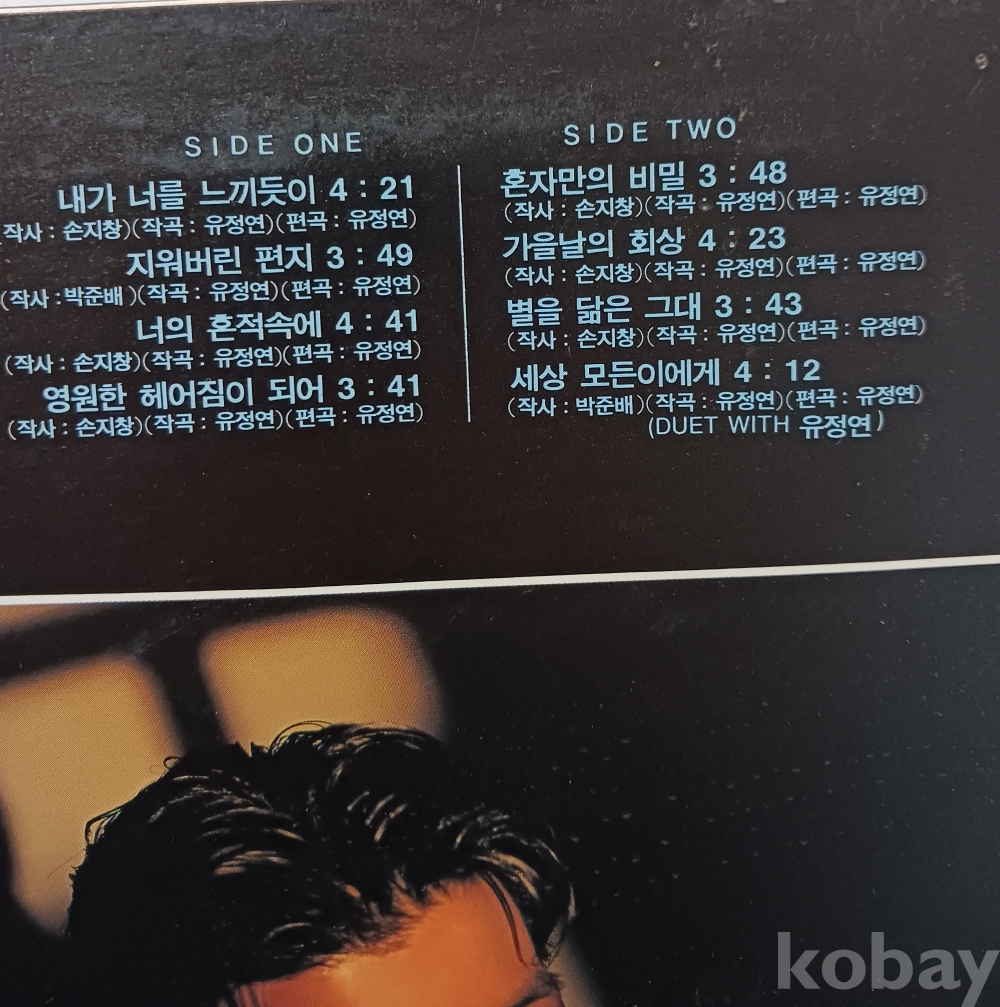 SIDE ONE
내가 너를 느끼듯이 4 : 21
작사 : 손지창)(작곡 : 유정연)(편곡 : 유정연)
지워버린 편지 3 : 49
(작사 :박준배 )(작곡 : 유정연)(편곡 : 유정연)
너의 혼적속에 4 : 41
(작사 : 손지창)(작곡 : 유정연)(편곡 : 유정연)
영원한 헤어짐이 되어 3 : 41
(작사 : 손지창)(작곡 : 유정연)(편곡 : 유정연)
SIDE TWO
혼자만의 비밀 3 : 48
(작사 : 손지창)(작곡 : 유정연)(편곡 : 유정연)
가을날의 회상 4 : 23
(작사 : 손지창)(작곡 : 유정연)(편곡 : 유정연)
별을 닮은 그대 3 : 43
(작사 : 손지창)(작곡 : 유정연)(편곡 : 유정연)
세상 모든이에게 4 : 12
(작사 : 박준배)(작곡 : 유정연)(편곡 : 유정연)
(DUET WITH 유정연)
kobay